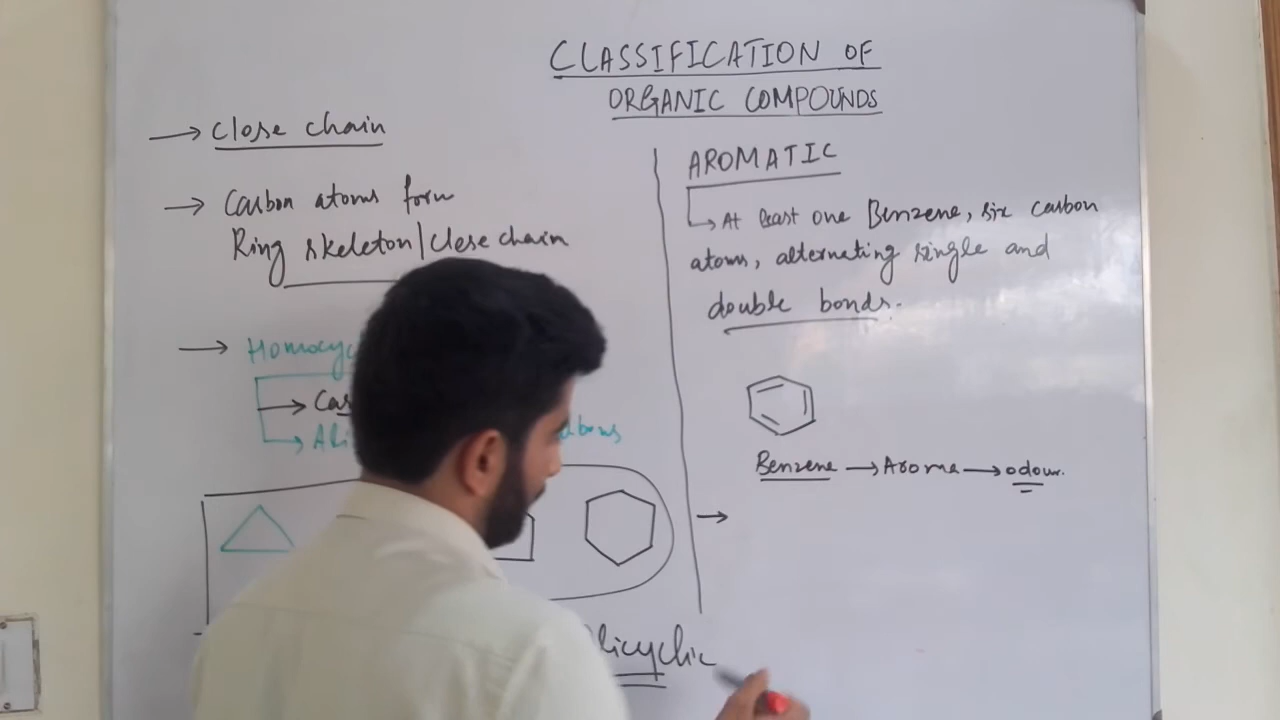 CLASSIFICATION OF
ORGANIC COMPOUNDS
→ Close chain
→ Carbon atoms form
Ring skeleton/Close chain
→
AROMATIC
→ At least one Benzene, six carbon
atoms, alternating single and
double bonds.
Benzene → Aroma → odour.
→